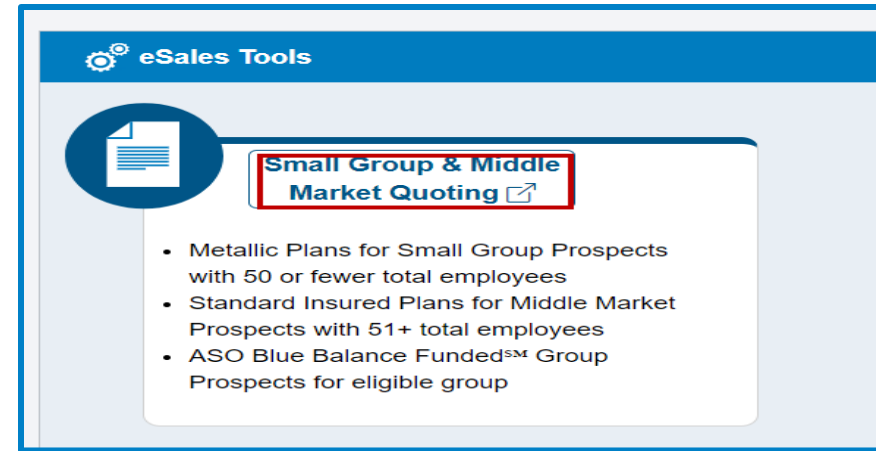 eSales Tools
Small Group & Middle
Market Quoting
• Metallic Plans for Small Group Prospects
with 50 or fewer total employees
• Standard Insured Plans for Middle Market
Prospects with 51+ total employees
• ASO Blue Balance Funded℠ Group
Prospects for eligible group